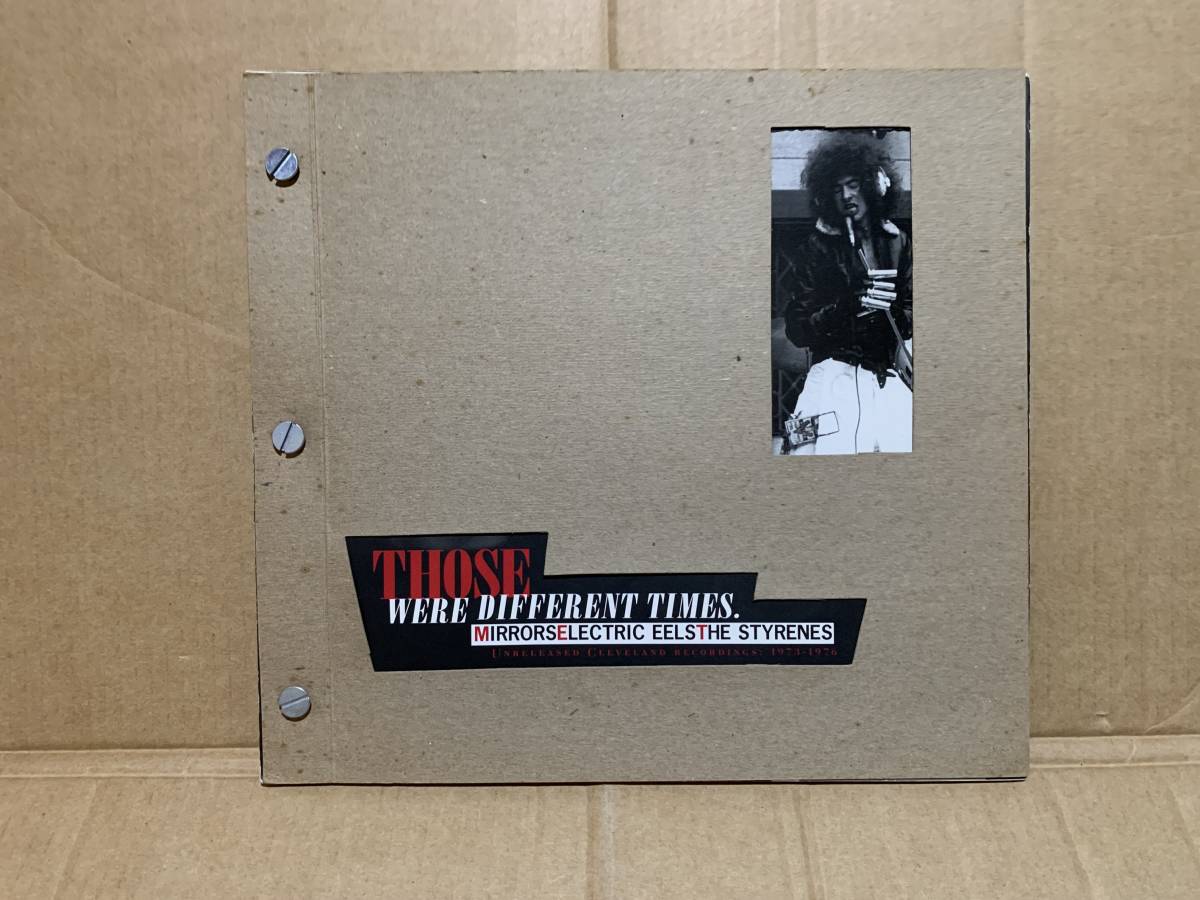 THOSE
WERE DIFFERENT TIMES.
MIRRORSELECTRIC EELSTHE STYRENES
UNRELEASED CLEVELAND RECORDINGS: 1973-1976